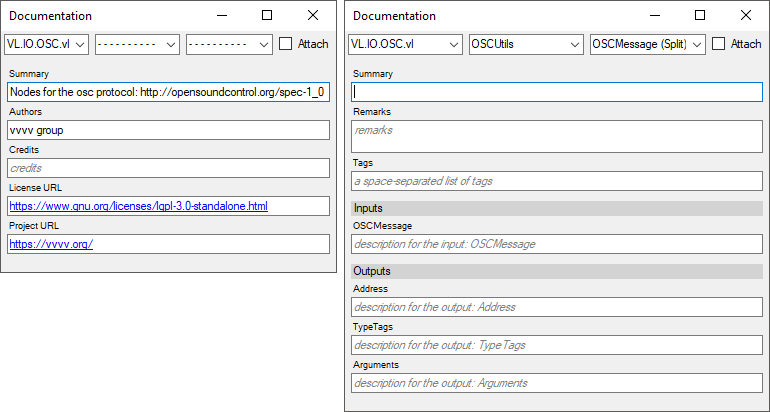 Documentation
VL.IO.OSC.vl
- - - - - - - - - -
- - - - - - - - - -
Attach
Summary
Nodes for the osc protocol: http://opensoundcontrol.org/spec-1_0
Authors
vvvv group
Credits
credits
License URL
https://www.gnu.org/licenses/lgpl-3.0-standalone.html
Project URL
https://vvvv.org/
Documentation
VL.IO.OSC.vl
OSCUtils
OSCMessage (Split)
Attach
Summary
Remarks
remarks
Tags
a space-separated list of tags
Inputs
OSCMessage
description for the input: OSCMessage
Outputs
Address
description for the output: Address
TypeTags
description for the output: TypeTags
Arguments
description for the output: Arguments